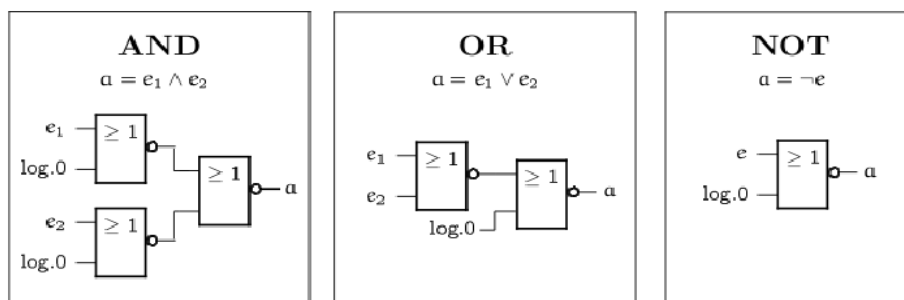 AND
a = e₁ ∧ e₂
e₁
≥ 1
log.0
≥ 1
a
e₂
≥ 1
log.0
OR
a = e₁ ∨ e₂
e₁
≥ 1
≥ 1
e₂
a
log.0
NOT
a = ¬e
e
≥ 1
a
log.0